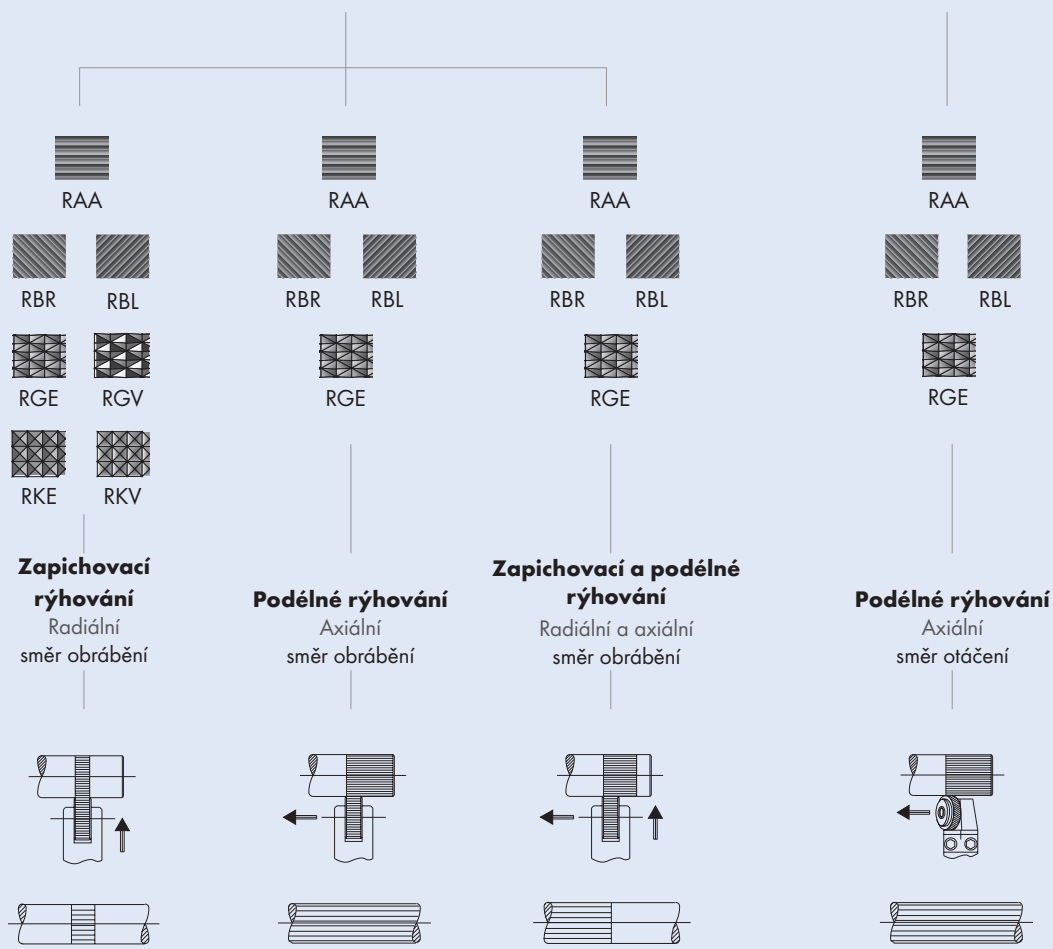 RAA
RBR RBL
RGE RGV
RKE RKV
Zapichovací
rýhování
Radiální
směr obrábění
RAA
RBR RBL
RGE
Podélné rýhování
Axiální
směr obrábění
RAA
RBR RBL
RGE
Zapichovací a podélné
rýhování
Radiální a axiální
směr obrábění
RAA
RBR RBL
RGE
Podélné rýhování
Axiální
směr otáčení